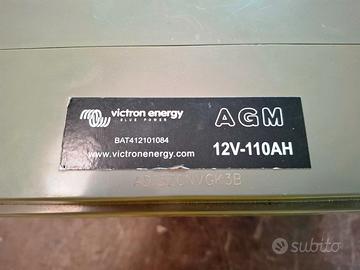 victron energy
BLUE POWER
AGM
BAT412101084
www.victronenergy.com
12V-110AH
subito